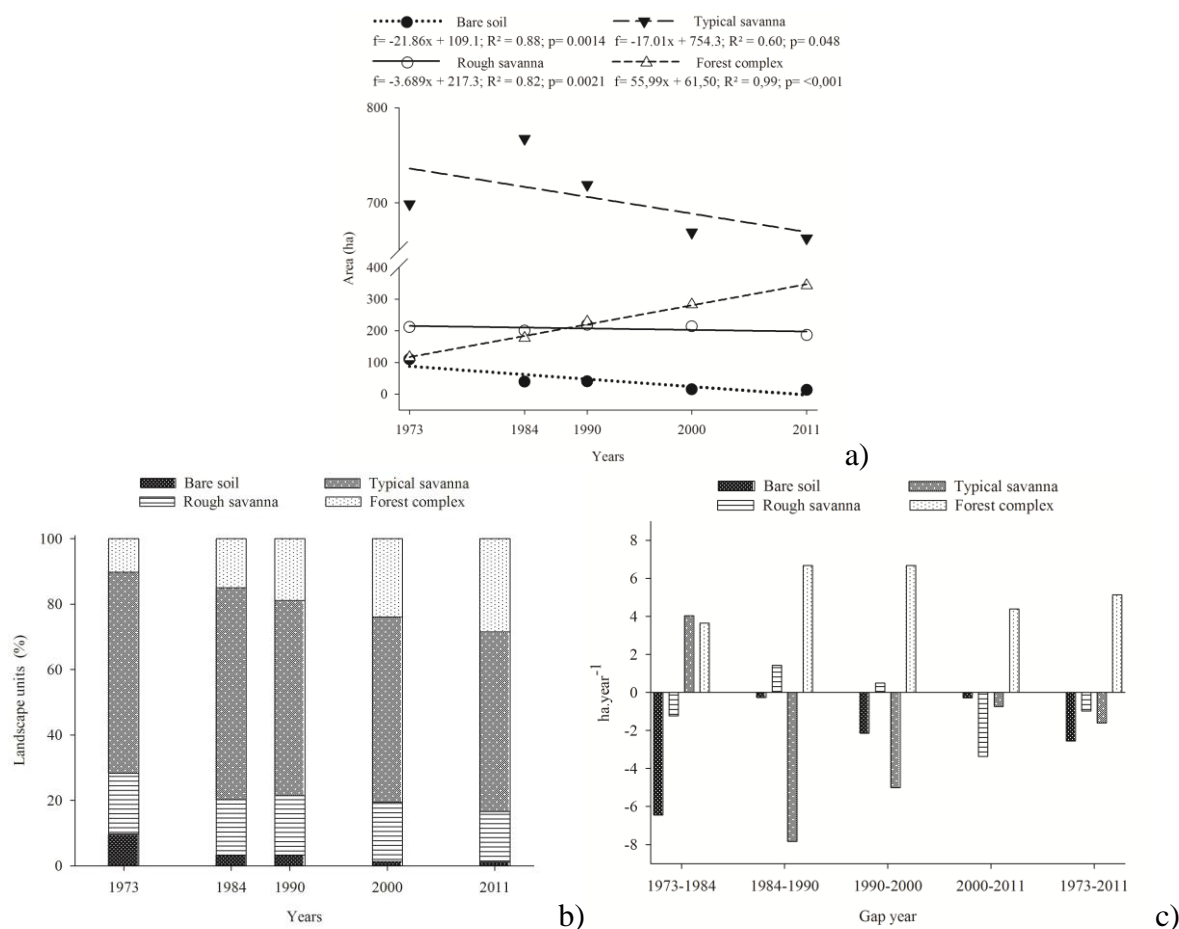 Bare soil Typical savanna
f= -21.86x + 109.1; R² = 0.88; p= 0.0014 f= -17.01x + 754.3; R² = 0.60; p= 0.048
Rough savanna Forest complex
f= -3.689x + 217.3; R² = 0.82; p= 0.0021 f= 55,99x + 61,50; R² = 0,99; p= <0,001
800
700
Area (ha)
400
300
200
100
0
1973 1984 1990 2000 2011
Years
a)
Bare soil Typical savanna
Rough savanna Forest complex
100
80
60
40
20
0
Landscape units (%)
1973 1984 1990 2000 2011
Years
b)
Bare soil Typical savanna
Rough savanna Forest complex
8
6
4
2
0
-2
-4
-6
-8
ha.year⁻¹
1973-1984 1984-1990 1990-2000 2000-2011 1973-2011
Gap year
c)